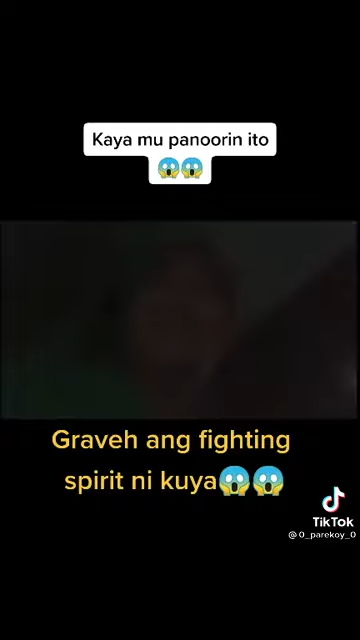 Kaya mu panoorin ito
😱😱
Graveh ang fighting
spirit ni kuya😱😱
TikTok
@0_parekoy_0